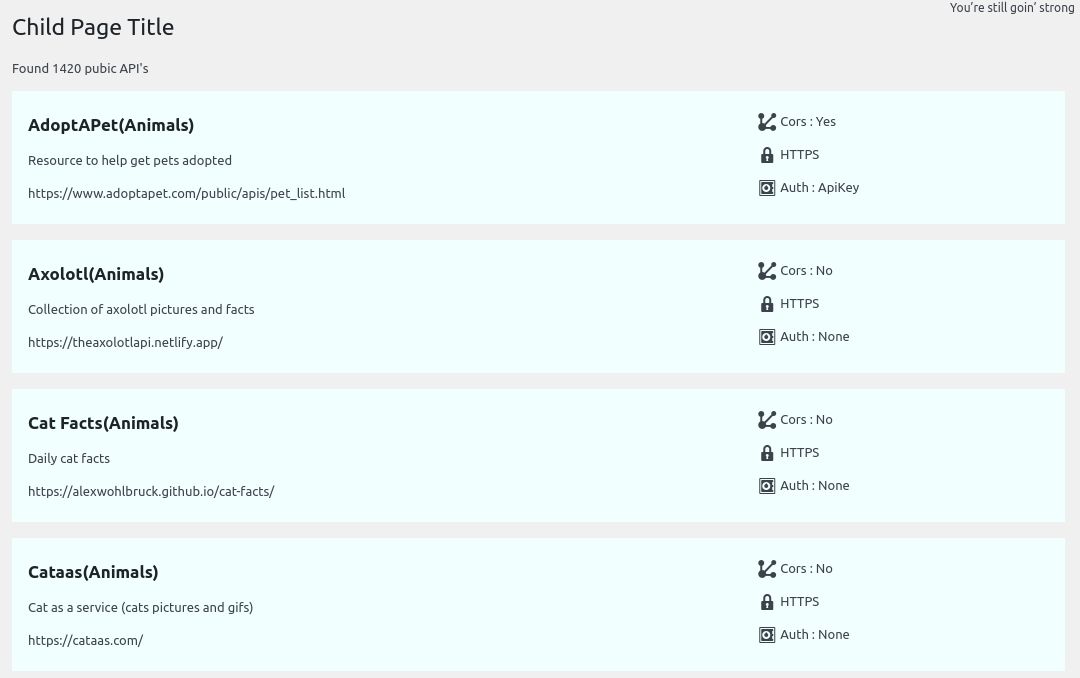 You’re still goin’ strong
Child Page Title
Found 1420 pubic API's
AdoptAPet(Animals)
Resource to help get pets adopted
https://www.adoptapet.com/public/apis/pet_list.html
Cors : Yes
HTTPS
Auth : ApiKey
Axolotl(Animals)
Collection of axolotl pictures and facts
https://theaxolotlapi.netlify.app/
Cors : No
HTTPS
Auth : None
Cat Facts(Animals)
Daily cat facts
https://alexwohlbruck.github.io/cat-facts/
Cors : No
HTTPS
Auth : None
Cataas(Animals)
Cat as a service (cats pictures and gifs)
https://cataas.com/
Cors : No
HTTPS
Auth : None